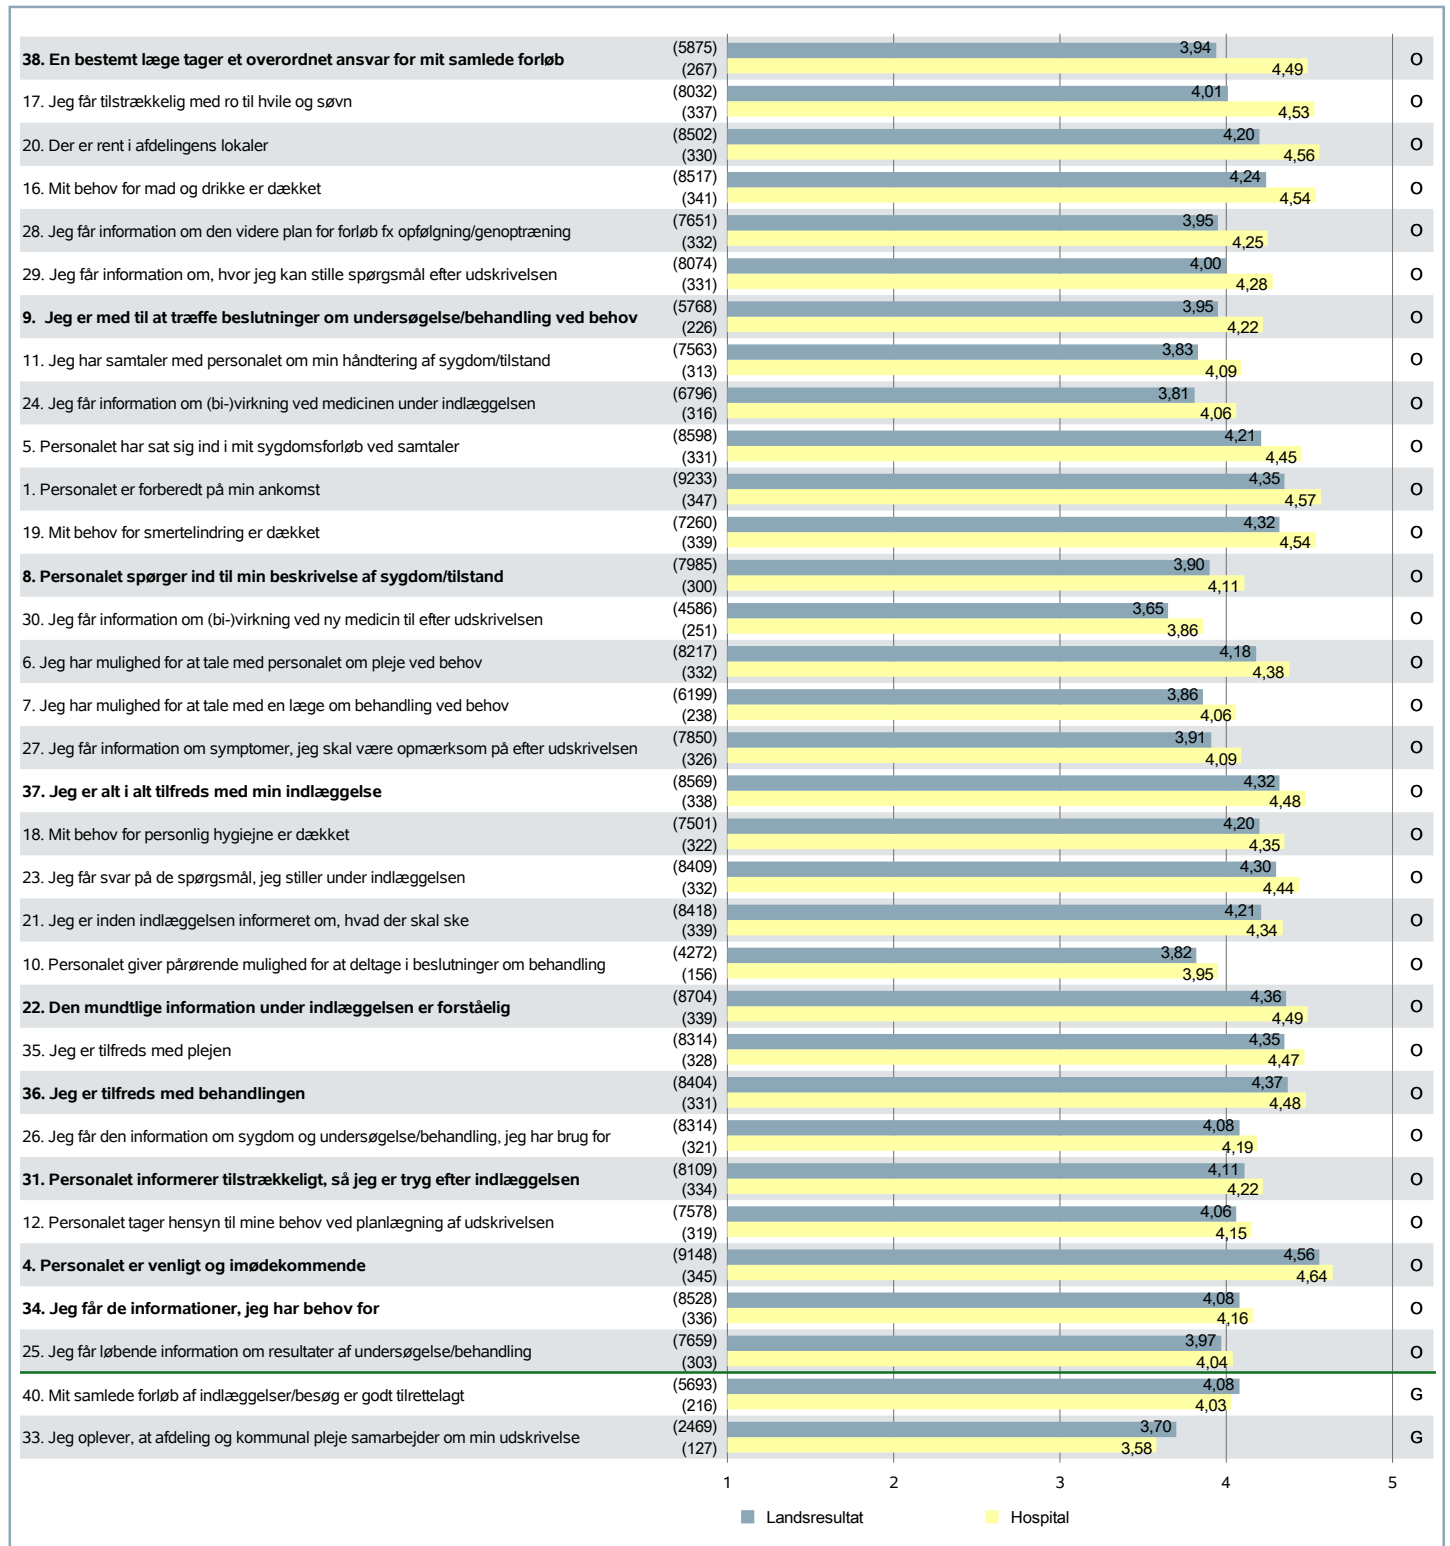 38. En bestemt læge tager et overordnet ansvar for mit samlede forløb (5875) 3,94 O
(267) 4,49
17. Jeg får tilstrækkelig med ro til hvile og søvn (8032) 4,01 O
(337) 4,53
20. Der er rent i afdelingens lokaler (8502) 4,20 O
(330) 4,56
16. Mit behov for mad og drikke er dækket (8517) 4,24 O
(341) 4,54
28. Jeg får information om den videre plan for forløb fx opfølgning/genoptræning (7651) 3,95 O
(332) 4,25
29. Jeg får information om, hvor jeg kan stille spørgsmål efter udskrivelsen (8074) 4,00 O
(331) 4,28
9. Jeg er med til at træffe beslutninger om undersøgelse/behandling ved behov (5768) 3,95 O
(226) 4,22
11. Jeg har samtaler med personalet om min håndtering af sygdom/tilstand (7563) 3,83 O
(313) 4,09
24. Jeg får information om (bi-)virkning ved medicinen under indlæggelsen (6796) 3,81 O
(316) 4,06
5. Personalet har sat sig ind i mit sygdomsforløb ved samtaler (8598) 4,21 O
(331) 4,45
1. Personalet er forberedt på min ankomst (9233) 4,35 O
(347) 4,57
19. Mit behov for smertelindring er dækket (7260) 4,32 O
(339) 4,54
8. Personalet spørger ind til min beskrivelse af sygdom/tilstand (7985) 3,90 O
(300) 4,11
30. Jeg får information om (bi-)virkning ved ny medicin til efter udskrivelsen (4586) 3,65 O
(251) 3,86
6. Jeg har mulighed for at tale med personalet om pleje ved behov (8217) 4,18 O
(332) 4,38
7. Jeg har mulighed for at tale med en læge om behandling ved behov (6199) 3,86 O
(238) 4,06
27. Jeg får information om symptomer, jeg skal være opmærksom på efter udskrivelsen (7850) 3,91 O
(326) 4,09
37. Jeg er alt i alt tilfreds med min indlæggelse (8569) 4,32 O
(338) 4,48
18. Mit behov for personlig hygiejne er dækket (7501) 4,20 O
(322) 4,35
23. Jeg får svar på de spørgsmål, jeg stiller under indlæggelsen (8409) 4,30 O
(332) 4,44
21. Jeg er inden indlæggelsen informeret om, hvad der skal ske (8418) 4,21 O
(339) 4,34
10. Personalet giver pårørende mulighed for at deltage i beslutninger om behandling (4272) 3,82 O
(156) 3,95
22. Den mundtlige information under indlæggelsen er forståelig (8704) 4,36 O
(339) 4,49
35. Jeg er tilfreds med plejen (8314) 4,35 O
(328) 4,47
36. Jeg er tilfreds med behandlingen (8404) 4,37 O
(331) 4,48
26. Jeg får den information om sygdom og undersøgelse/behandling, jeg har brug for (8314) 4,08 O
(321) 4,19
31. Personalet informerer tilstrækkeligt, så jeg er tryg efter indlæggelsen (8109) 4,11 O
(334) 4,22
12. Personalet tager hensyn til mine behov ved planlægning af udskrivelsen (7578) 4,06 O
(319) 4,15
4. Personalet er venligt og imødekommende (9148) 4,56 O
(345) 4,64
34. Jeg får de informationer, jeg har behov for (8528) 4,08 O
(336) 4,16
25. Jeg får løbende information om resultater af undersøgelse/behandling (7659) 3,97 O
(303) 4,04
40. Mit samlede forløb af indlæggelser/besøg er godt tilrettelagt (5693) 4,08 G
(216) 4,03
33. Jeg oplever, at afdeling og kommunal pleje samarbejder om min udskrivelse (2469) 3,70 G
(127) 3,58
1 2 3 4 5
Landsresultat Hospital